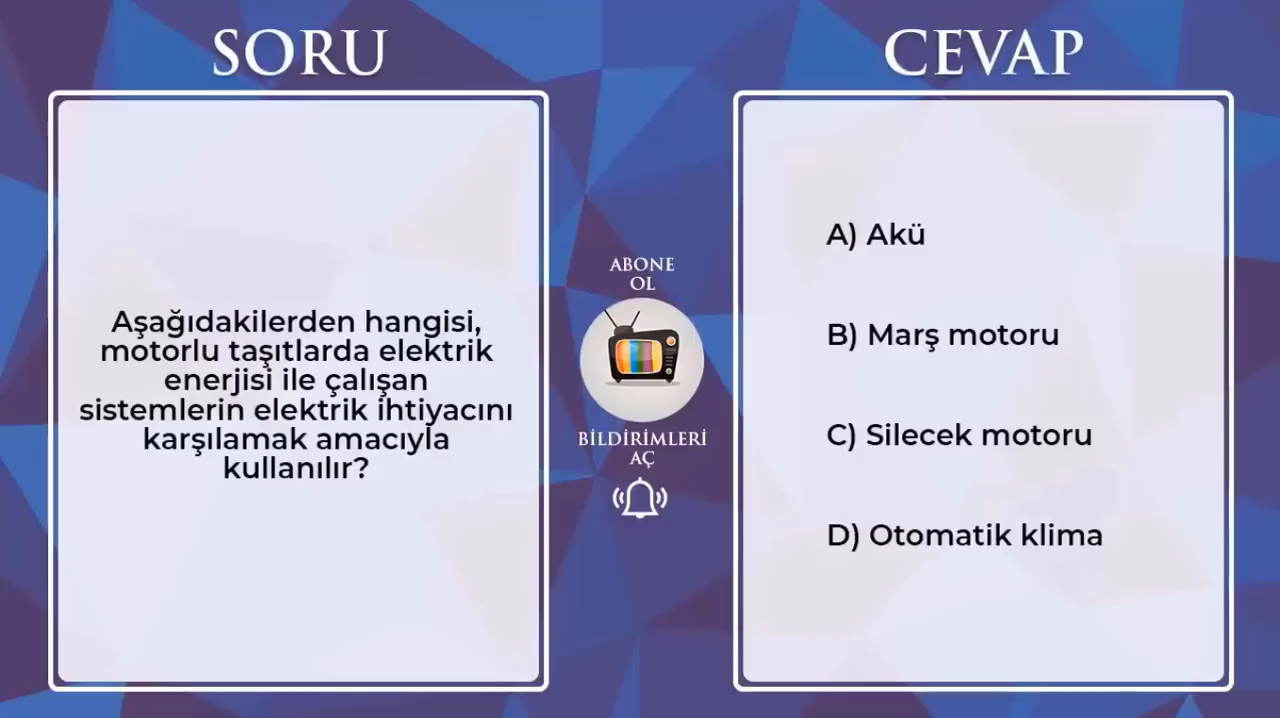 SORU
Aşağıdakilerden hangisi,
motorlu taşıtlarda elektrik
enerjisi ile çalışan
sistemlerin elektrik ihtiyacını
karşılamak amacıyla
kullanılır?
ABONE
OL
BİLDİRİMLERİ
AÇ
CEVAP
A) Akü
B) Marş motoru
C) Silecek motoru
D) Otomatik klima